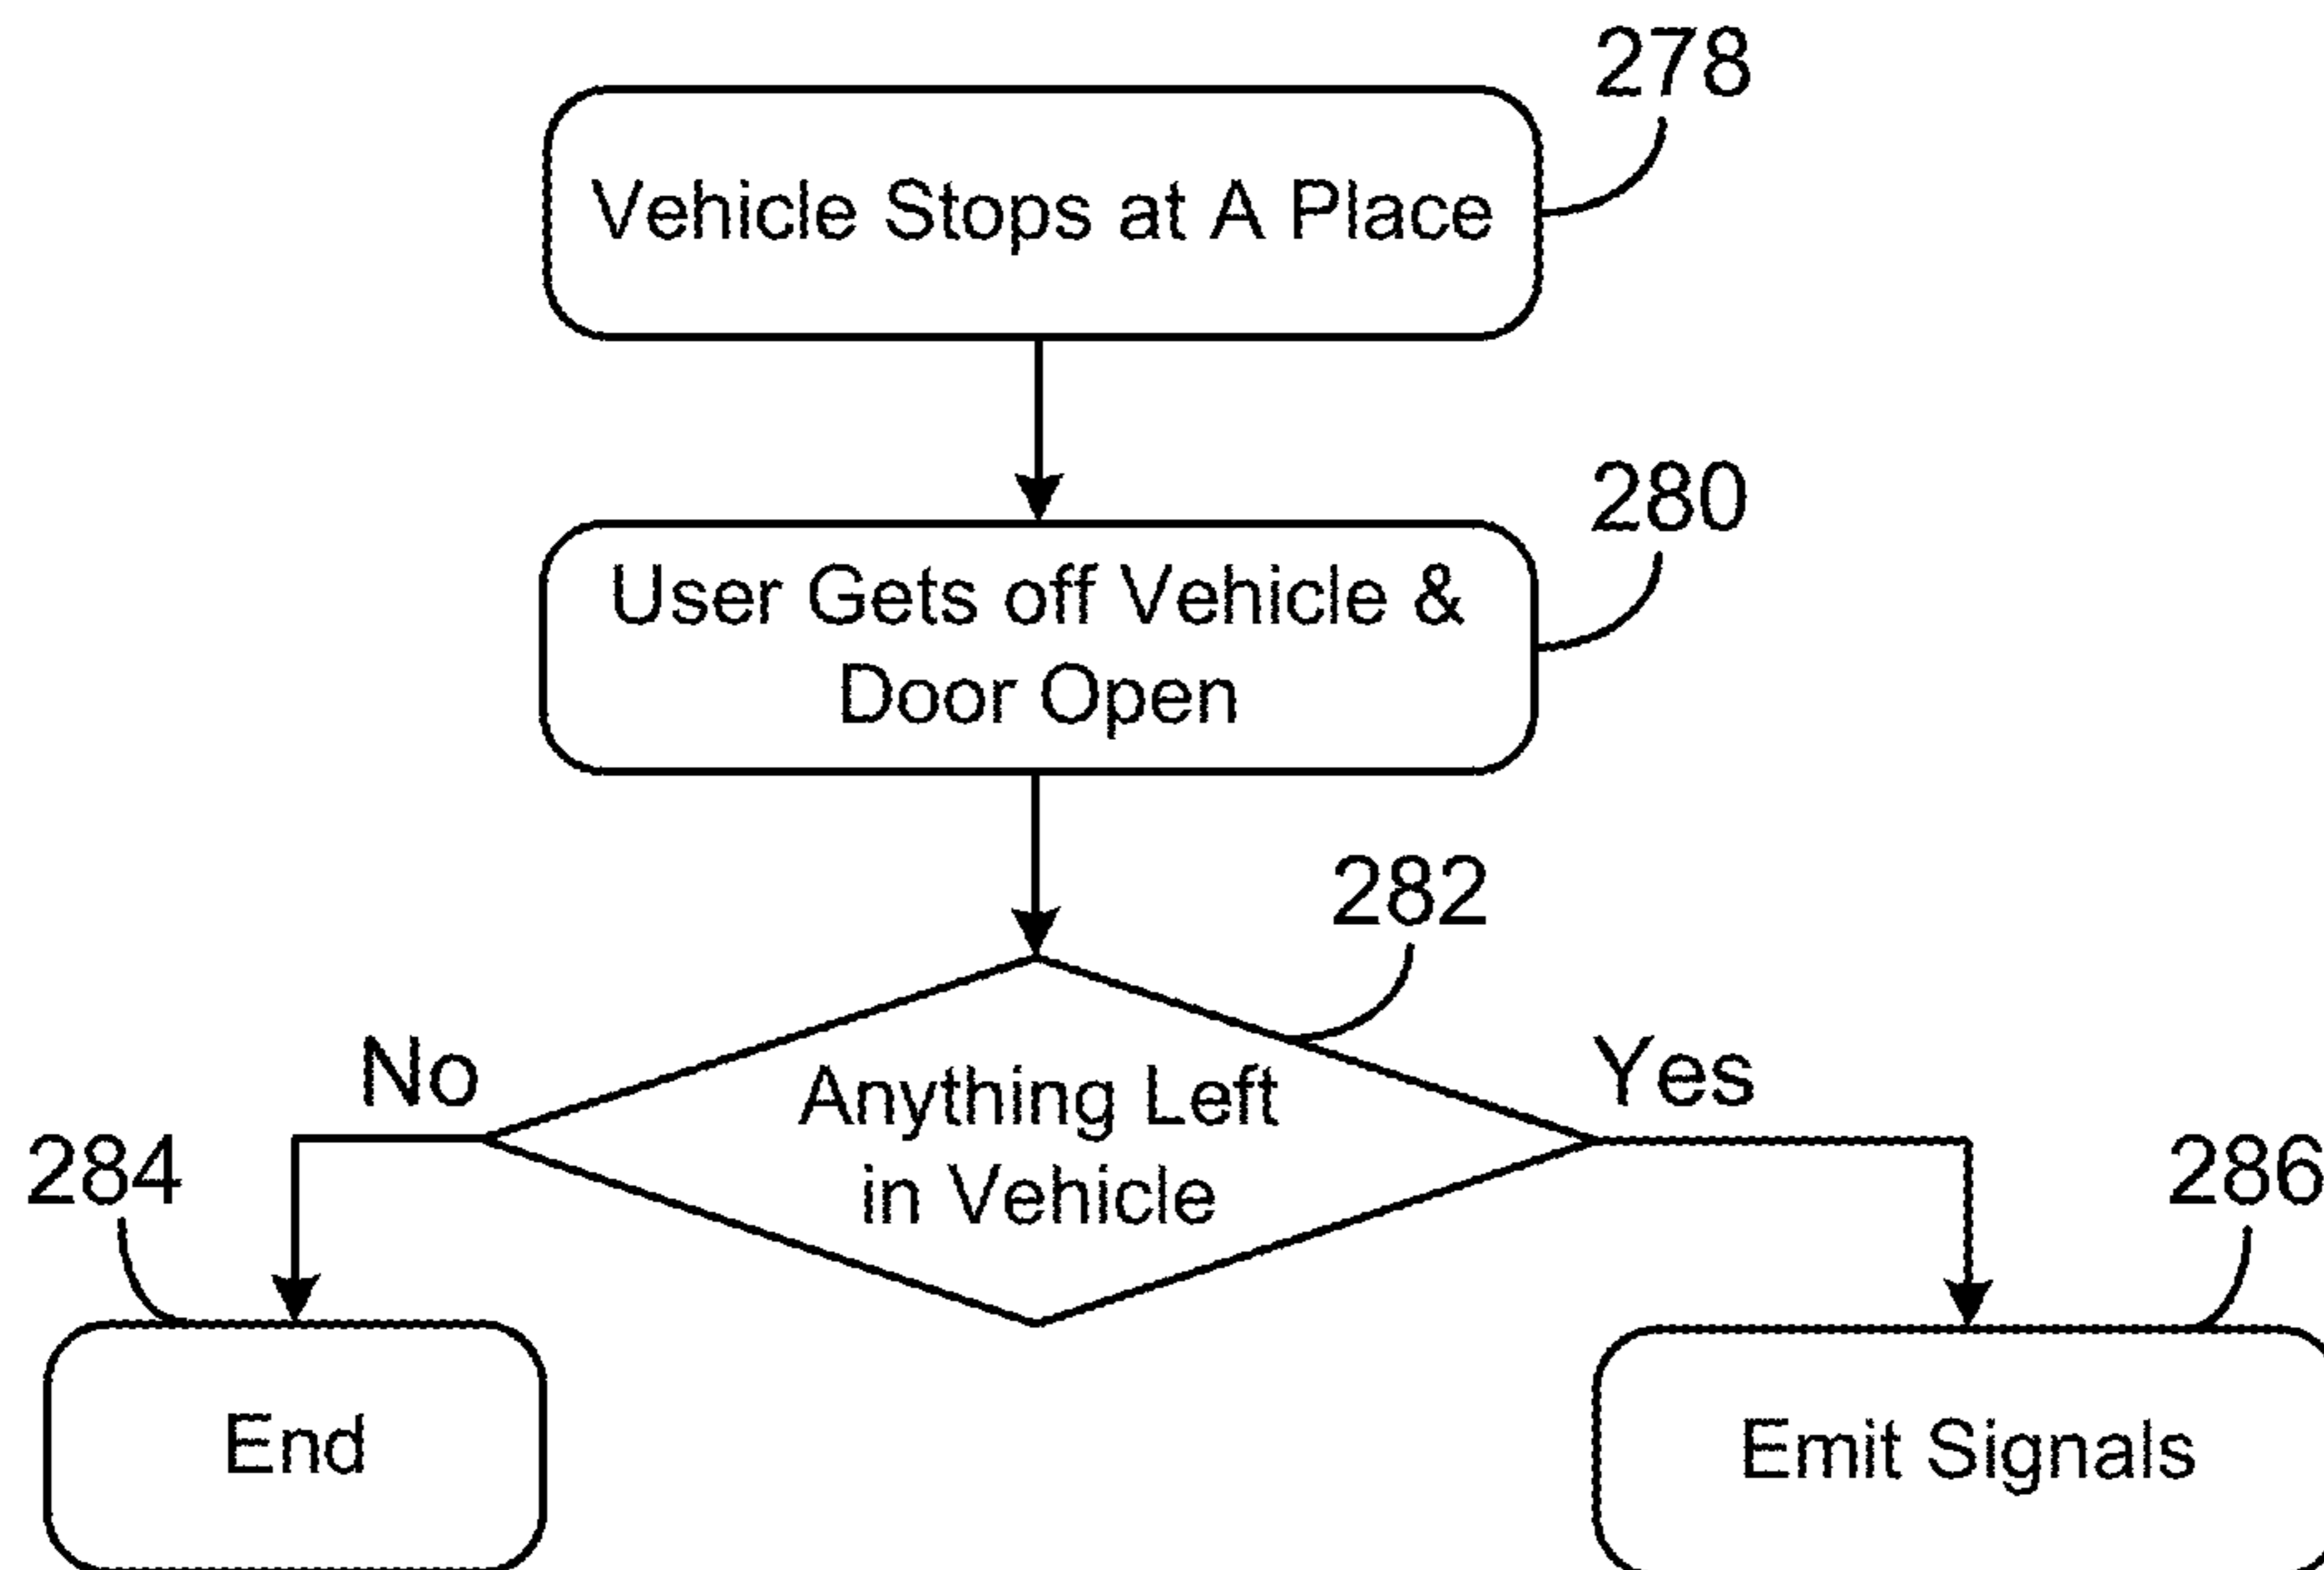 278
Vehicle Stops at A Place
280
User Gets off Vehicle &
Door Open
282
No
Yes
Anything Left
in Vehicle
284
286
End
Emit Signals